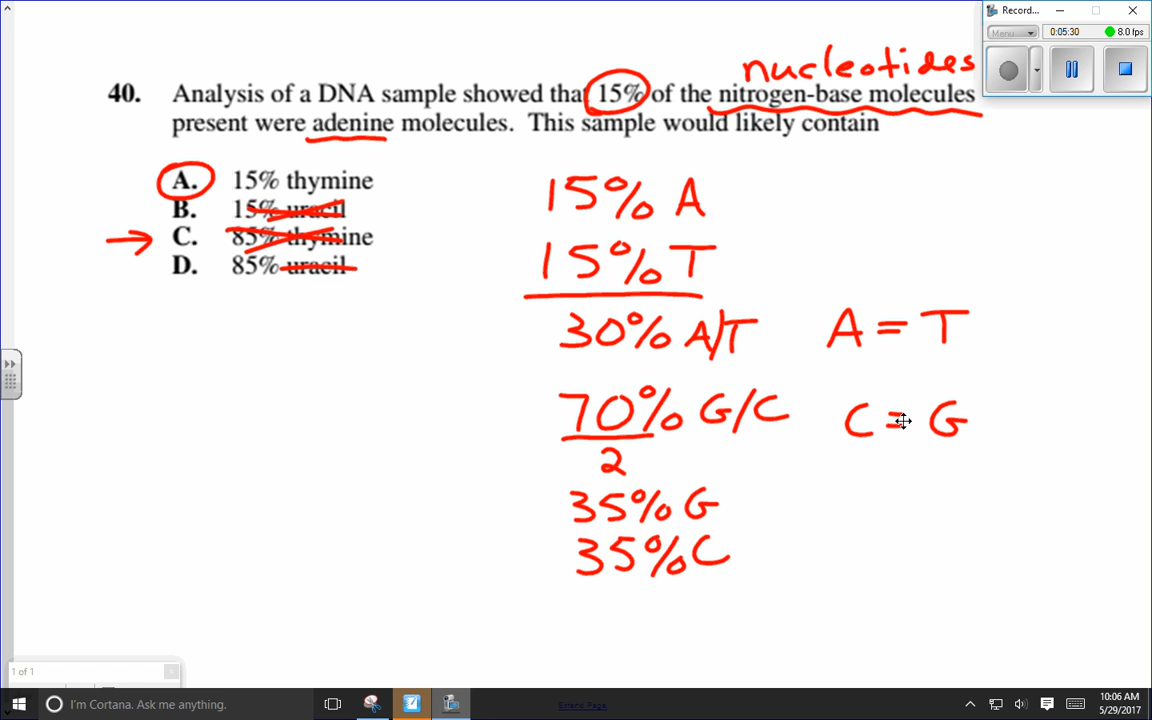 Record...
Menu
0:05:30
8.0 fps
nucleotides
40. Analysis of a DNA sample showed that 15% of the nitrogen-base molecules
present were adenine molecules. This sample would likely contain
A. 15% thymine
B. 15% uracil
C. 85% thymine
D. 85% uracil
15% A
15% T
30% A/T
A = T
70% G/C
C = G
2
35% G
35% C
1 of 1
I'm Cortana. Ask me anything.
Extend Page
10:06 AM
5/29/2017